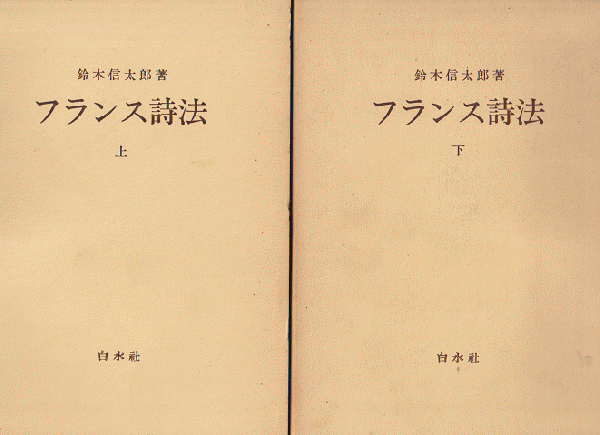 鈴木信太郎著
フランス詩法
上
白水社
鈴木信太郎著
フランス詩法
下
白水社